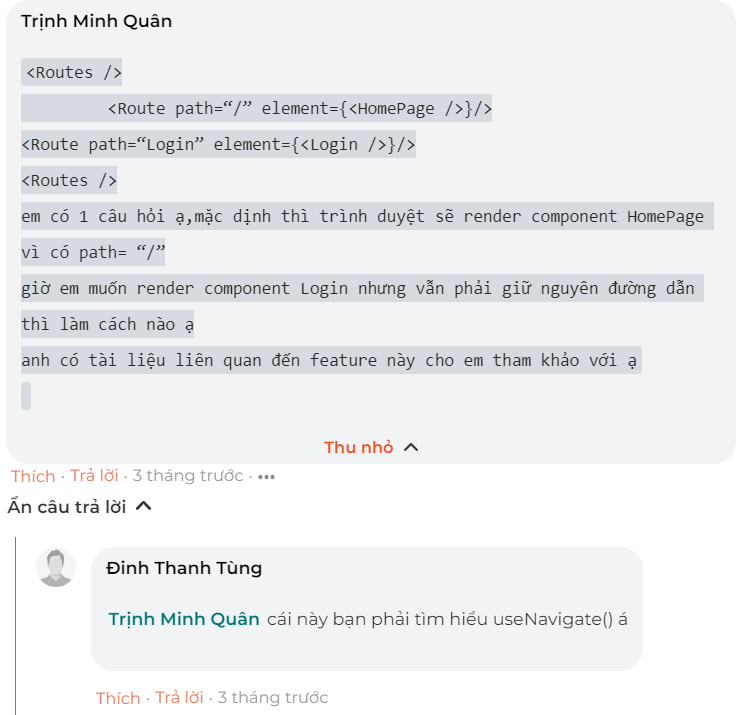 Trịnh Minh Quân
<Routes />
<Route path=“/” element={<HomePage />}/>
<Route path=“Login” element={<Login />}/>
<Routes />
em có 1 câu hỏi ạ,mặc dịnh thì trình duyệt sẽ render component HomePage
vì có path= “/”
giờ em muốn render component Login nhưng vẫn phải giữ nguyên đường dẫn
thì làm cách nào ạ
anh có tài liệu liên quan đến feature này cho em tham khảo với ạ
Thu nhỏ
Thích · Trả lời · 3 tháng trước · •••
Ẩn câu trả lời
Đinh Thanh Tùng
Trịnh Minh Quân cái này bạn phải tìm hiểu useNavigate() á
Thích · Trả lời · 3 tháng trước